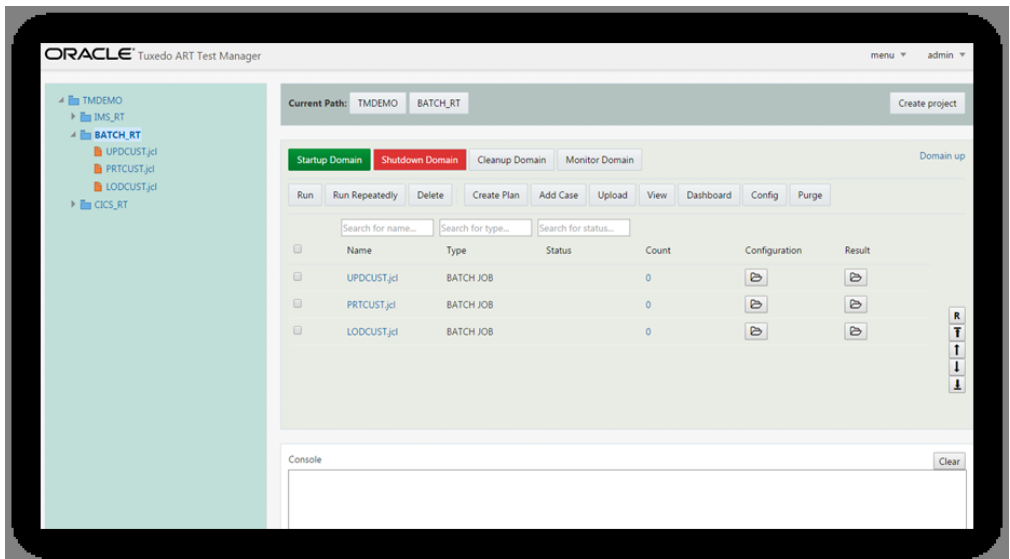 ORACLE Tuxedo ART Test Manager
menu admin
TMDEMO
IMS_RT
BATCH_RT
UPDCUST.jcl
PRTCUST.jcl
LODCUST.jcl
CICS_RT
Current Path: TMDEMO BATCH_RT Create project
Startup Domain Shutdown Domain Cleanup Domain Monitor Domain Domain up
Run Run Repeatedly Delete Create Plan Add Case Upload View Dashboard Config Purge
Search for name... Search for type... Search for status...
Name Type Status Count Configuration Result
UPDCUST.jcl BATCH JOB 0
PRTCUST.jcl BATCH JOB 0
LODCUST.jcl BATCH JOB 0
R
Console Clear